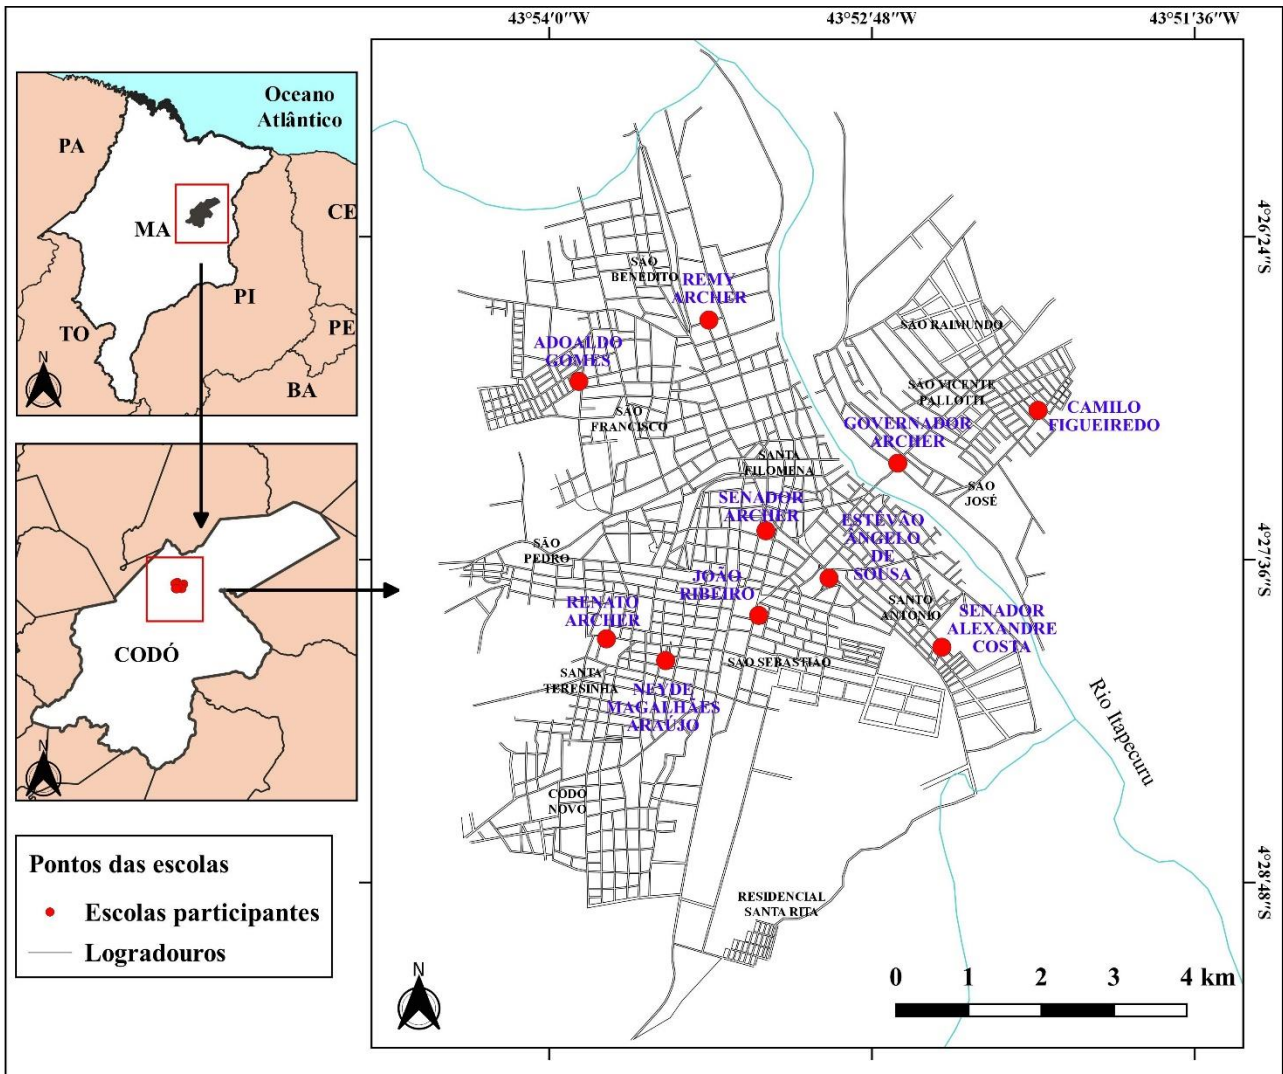 43°54′0″W
43°52′48″W
43°51′36″W
Oceano
Atlântico
PA
CE
MA
PI
TO
PE
BA
N
CODÓ
N
Pontos das escolas
Escolas participantes
Logradouros
4°26′24″S
4°27′36″S
4°28′48″S
SÃO
BENEDITO
REMY
ARCHER
SÃO RAIMUNDO
ADOALDO
GOMES
SÃO VICENTE
PALLOTTI
CAMILO
FIGUEIREDO
SÃO
FRANCISCO
GOVERNADOR
ARCHER
SANTA
FILOMENA
SÃO
JOSÉ
SENADOR
ARCHER
ESTÊVÃO
ÂNGELO
DE
SOUSA
SÃO
PEDRO
JOÃO
RIBEIRO
RENATO
ARCHER
SANTO
ANTONIO
SENADOR
ALEXANDRE
COSTA
SÃO SEBASTIÃO
SANTA
TERESINHA
NEYDE
MAGALHÃES
ARAÚJO
Rio Itapecuru
CODÓ
NOVO
RESIDENCIAL
SANTA RITA
N
0 1 2 3 4 km